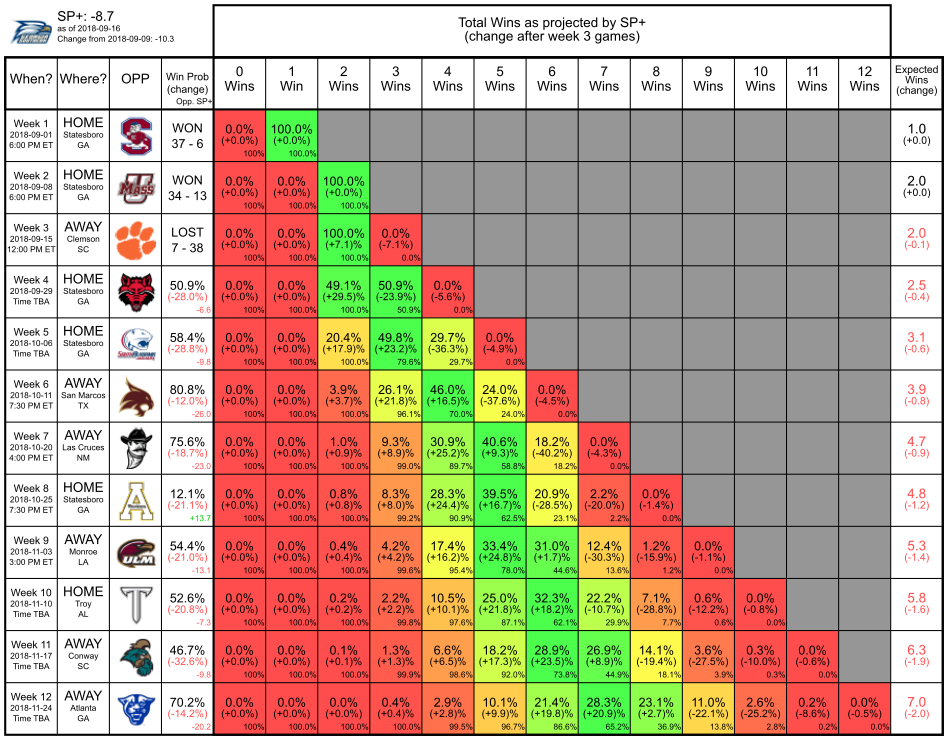 SP+: -8.7
as of 2018-09-16
Change from 2018-09-09: -10.3
Total Wins as projected by SP+
(change after week 3 games)
When? Where? OPP Win Prob (change) Opp. SP+ 0 Wins 1 Win 2 Wins 3 Wins 4 Wins 5 Wins 6 Wins 7 Wins 8 Wins 9 Wins 10 Wins 11 Wins 12 Wins Expected Wins (change)
Week 1 HOME WON 0.0% 100.0% 1.0
2018-09-01 Statesboro 37 - 6 (+0.0%) (+0.0%) (+0.0)
6:00 PM ET GA 100% 100.0%
Week 2 HOME MASS WON 0.0% 0.0% 100.0% 2.0
2018-09-08 Statesboro 34 - 13 (+0.0%) (+0.0%) (+0.0%) (+0.0)
6:00 PM ET GA 100% 100.0% 100.0%
Week 3 AWAY LOST 0.0% 0.0% 100.0% 0.0% 2.0
2018-09-15 Clemson 7 - 38 (+0.0%) (+0.0%) (+7.1%) (-7.1%) (-0.1)
12:00 PM ET SC 100% 100.0% 100.0% 0.0%
Week 4 HOME 50.9% 0.0% 0.0% 49.1% 50.9% 0.0% 2.5
2018-09-29 Statesboro (-28.0%) (+0.0%) (+0.0%) (+29.5%) (-23.9%) (-5.6%) (-0.4)
Time TBA GA -6.6 100% 100.0% 100.0% 50.9% 0.0%
Week 5 HOME 58.4% 0.0% 0.0% 20.4% 49.8% 29.7% 0.0% 3.1
2018-10-06 Statesboro (-28.8%) (+0.0%) (+0.0%) (+17.9%) (+23.2%) (-36.3%) (-4.9%) (-0.6)
Time TBA GA -9.8 100% 100.0% 100.0% 79.6% 29.7% 0.0%
Week 6 AWAY 80.8% 0.0% 0.0% 3.9% 26.1% 46.0% 24.0% 0.0% 3.9
2018-10-11 San Marcos (-12.0%) (+0.0%) (+0.0%) (+3.7%) (+21.8%) (+16.5%) (-37.6%) (-4.5%) (-0.8)
7:30 PM ET TX -26.0 100% 100.0% 100.0% 96.1% 70.0% 24.0% 0.0%
Week 7 AWAY 75.6% 0.0% 0.0% 1.0% 9.3% 30.9% 40.6% 18.2% 0.0% 4.7
2018-10-20 Las Cruces (-18.7%) (+0.0%) (+0.0%) (+0.9%) (+8.9%) (+25.2%) (+9.3%) (-40.2%) (-4.3%) (-0.9)
4:00 PM ET NM -23.0 100% 100.0% 100.0% 99.0% 89.7% 58.8% 18.2% 0.0%
Week 8 HOME 12.1% 0.0% 0.0% 0.8% 8.3% 28.3% 39.5% 20.9% 2.2% 0.0% 4.8
2018-10-25 Statesboro (-21.1%) (+0.0%) (+0.0%) (+0.8%) (+8.0%) (+24.4%) (+16.7%) (-28.5%) (-20.0%) (-1.4%) (-1.2)
7:30 PM ET GA +13.7 100% 100.0% 100.0% 99.2% 90.9% 62.5% 23.1% 2.2% 0.0%
Week 9 AWAY ULM 54.4% 0.0% 0.0% 0.4% 4.2% 17.4% 33.4% 31.0% 12.4% 1.2% 0.0% 5.3
2018-11-03 Monroe (-21.0%) (+0.0%) (+0.0%) (+0.4%) (+4.2%) (+16.2%) (+24.8%) (+1.7%) (-30.3%) (-15.9%) (-1.1%) (-1.4)
3:00 PM ET LA -13.1 100% 100.0% 100.0% 99.6% 95.4% 78.0% 44.6% 13.6% 1.2% 0.0%
Week 10 HOME 52.6% 0.0% 0.0% 0.2% 2.2% 10.5% 25.0% 32.3% 22.2% 7.1% 0.6% 0.0% 5.8
2018-11-10 Troy (-20.8%) (+0.0%) (+0.0%) (+0.2%) (+2.2%) (+10.1%) (+21.8%) (+18.2%) (-10.7%) (-28.8%) (-12.2%) (-0.8%) (-1.6)
Time TBA AL -7.3 100% 100.0% 100.0% 99.8% 97.6% 87.1% 62.1% 29.9% 7.7% 0.6% 0.0%
Week 11 AWAY 46.7% 0.0% 0.0% 0.1% 1.3% 6.6% 18.2% 28.9% 26.9% 14.1% 3.6% 0.3% 0.0% 6.3
2018-11-17 Conway (-32.6%) (+0.0%) (+0.0%) (+0.1%) (+1.3%) (+6.5%) (+17.3%) (+23.5%) (+8.9%) (-19.4%) (-27.5%) (-10.0%) (-0.6%) (-1.9)
Time TBA SC -9.8 100% 100.0% 100.0% 99.9% 98.6% 92.0% 73.8% 44.9% 18.1% 3.9% 0.3% 0.0%
Week 12 AWAY 70.2% 0.0% 0.0% 0.0% 0.4% 2.9% 10.1% 21.4% 28.3% 23.1% 11.0% 2.6% 0.2% 0.0% 7.0
2018-11-24 Atlanta (-14.2%) (+0.0%) (+0.0%) (+0.0%) (+0.4%) (+2.8%) (+9.9%) (+19.8%) (+20.9%) (+2.7%) (-22.1%) (-25.2%) (-8.6%) (-0.5%) (-2.0)
Time TBA GA -20.2 100% 100.0% 100.0% 100.0% 99.5% 96.7% 86.6% 65.2% 36.9% 13.8% 2.8% 0.2% 0.0%